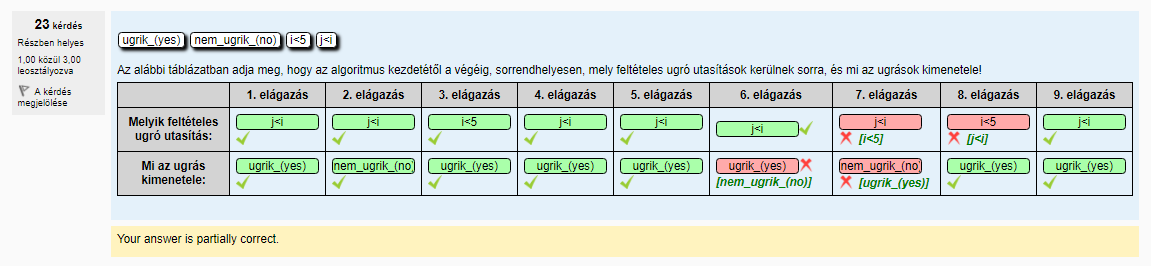 23 kérdés
Részben helyes
1,00 közül 3,00
leosztályozva
A kérdés
megjelölése
ugrik_(yes) nem_ugrik_(no) i<5 j<i
Az alábbi táblázatban adja meg, hogy az algoritmus kezdetétől a végéig, sorrendhelyesen, mely feltételes ugró utasítások kerülnek sorra, és mi az ugrások kimenetele!
1. elágazás 2. elágazás 3. elágazás 4. elágazás 5. elágazás 6. elágazás 7. elágazás 8. elágazás 9. elágazás
Melyik feltételes
ugró utasítás:
j<i j<i i<5 j<i j<i j<i j<i i<5 j<i
[i<5] [j<i]
Mi az ugrás
kimenetele:
ugrik_(yes) nem_ugrik_(no) ugrik_(yes) ugrik_(yes) ugrik_(yes) ugrik_(yes) nem_ugrik_(no) ugrik_(yes) ugrik_(yes)
[nem_ugrik_(no)] [ugrik_(yes)]
Your answer is partially correct.